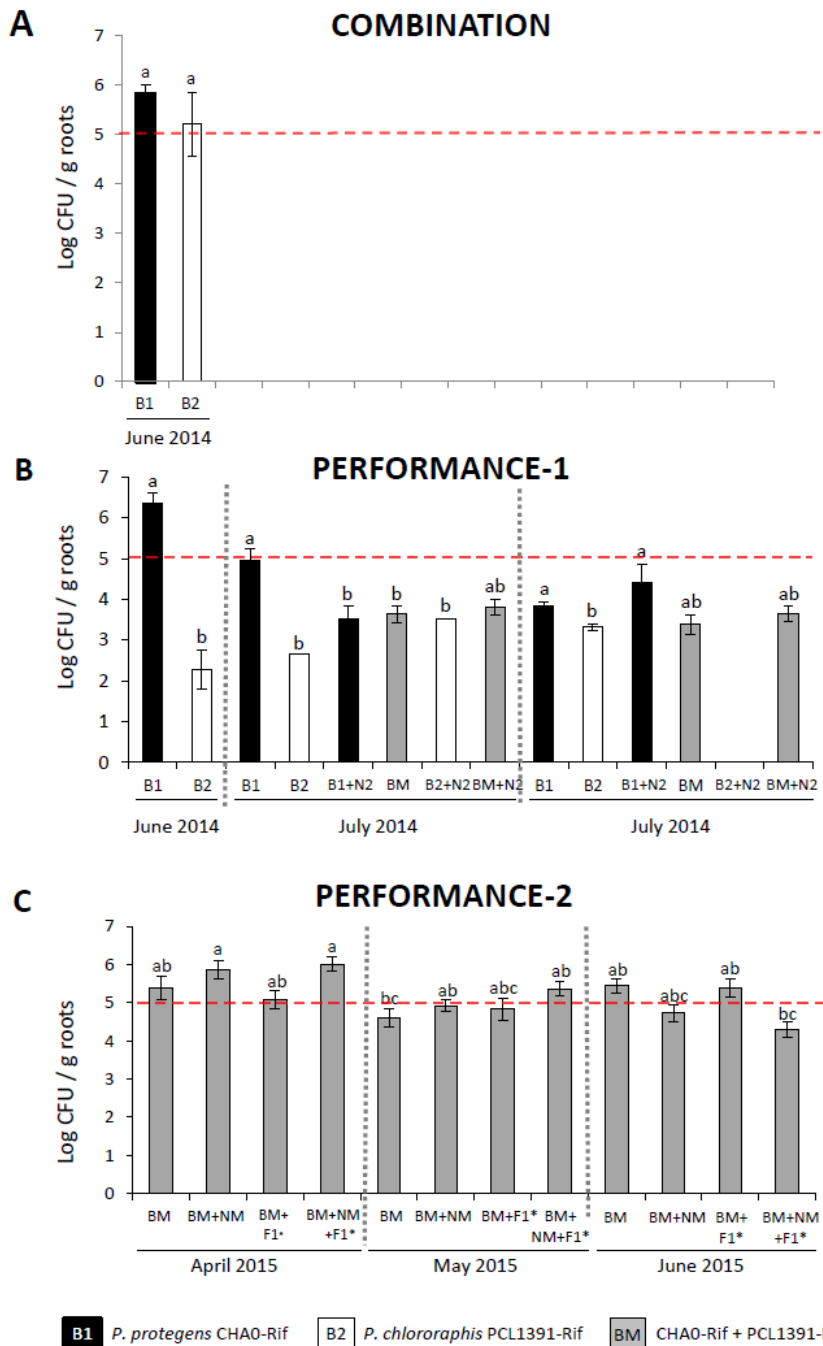 A COMBINATION
7
6
5
4
3
2
1
0
Log CFU / g roots
a a
B1 B2
June 2014
B PERFORMANCE-1
7
6
5
4
3
2
1
0
Log CFU / g roots
a b a b b b b ab a b a ab ab
B1 B2 B1 B2 B1+N2 BM B2+N2 BM+N2 B1 B2 B1+N2 BM B2+N2 BM+N2
June 2014 July 2014 July 2014
C PERFORMANCE-2
7
6
5
4
3
2
1
0
Log CFU / g roots
ab a ab a bc ab abc ab ab abc ab bc
BM BM+NM BM+ BM+NM BM BM+NM BM+F1* BM+ BM BM+NM BM+ BM+NM
F1* +F1* NM+F1* F1* +F1*
April 2015 May 2015 June 2015
B1 P. protegens CHA0-Rif B2 P. chlororaphis PCL1391-Rif BM CHA0-Rif + PCL1391-